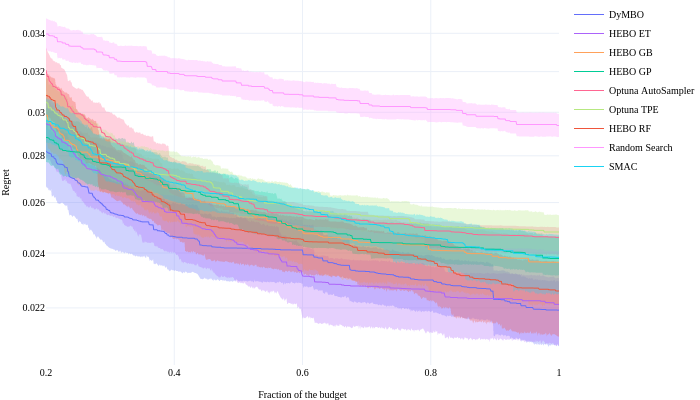 DyMBO
HEBO ET
HEBO GB
HEBO GP
Optuna AutoSampler
Optuna TPE
HEBO RF
Random Search
SMAC
0.034
0.032
0.03
0.028
0.026
0.024
0.022
Regret
0.2
0.4
0.6
0.8
1
Fraction of the budget